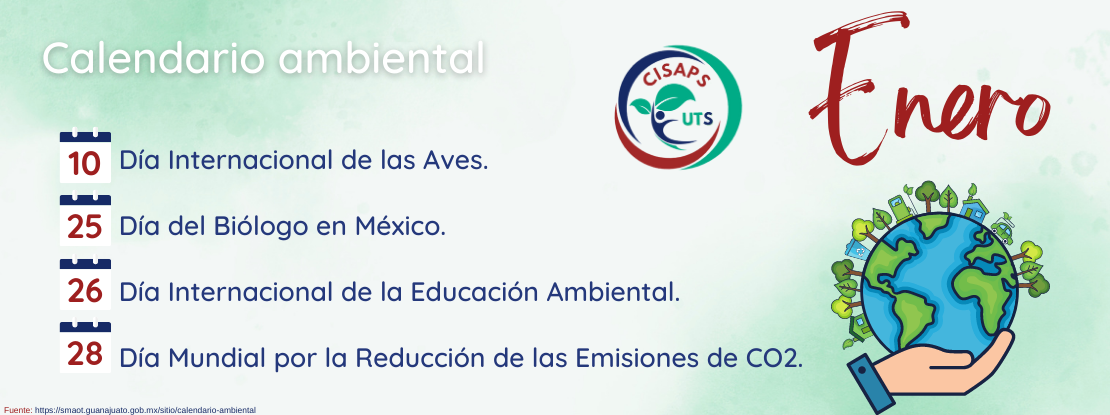 Calendario ambiental
Enero
CISAPS
UTS
10 Día Internacional de las Aves.
25 Día del Biólogo en México.
26 Día Internacional de la Educación Ambiental.
28 Día Mundial por la Reducción de las Emisiones de CO2.
Fuente: https://smaot.guanajuato.gob.mx/sitio/calendario-ambiental